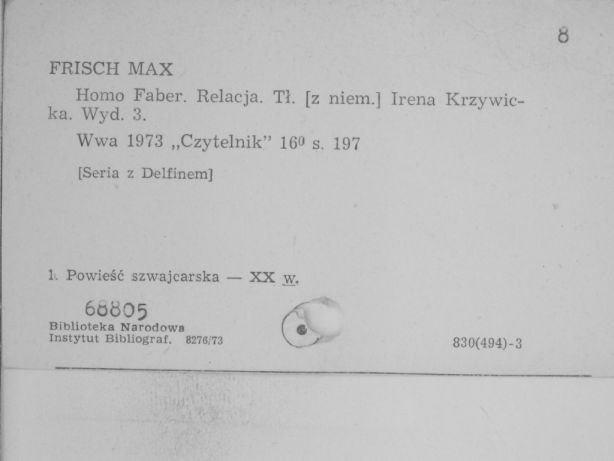 8
FRISCH MAX
Homo Faber. Relacja. Tł. [z niem.] Irena Krzywic-
ka. Wyd. 3.
Wwa 1973 „Czytelnik” 16⁰ s. 197
[Seria z Delfinem]
1. Powieść szwajcarska — XX w.
68805
Biblioteka Narodowa
Instytut Bibliograf. 8276/73
830(494)-3